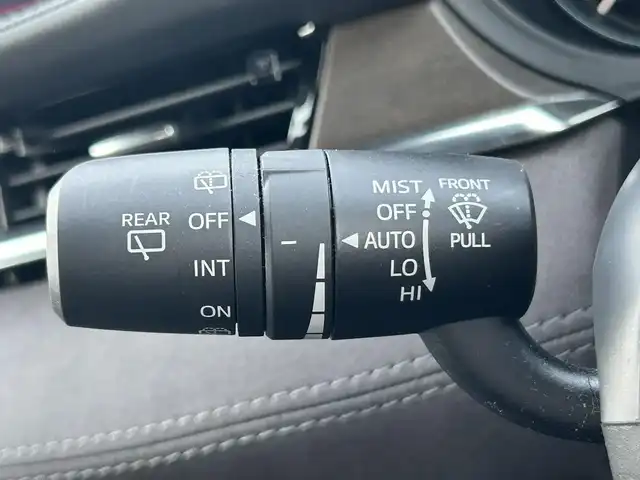 REAR
OFF
INT
ON
MIST
OFF
AUTO
LO
HI
FRONT
PULL